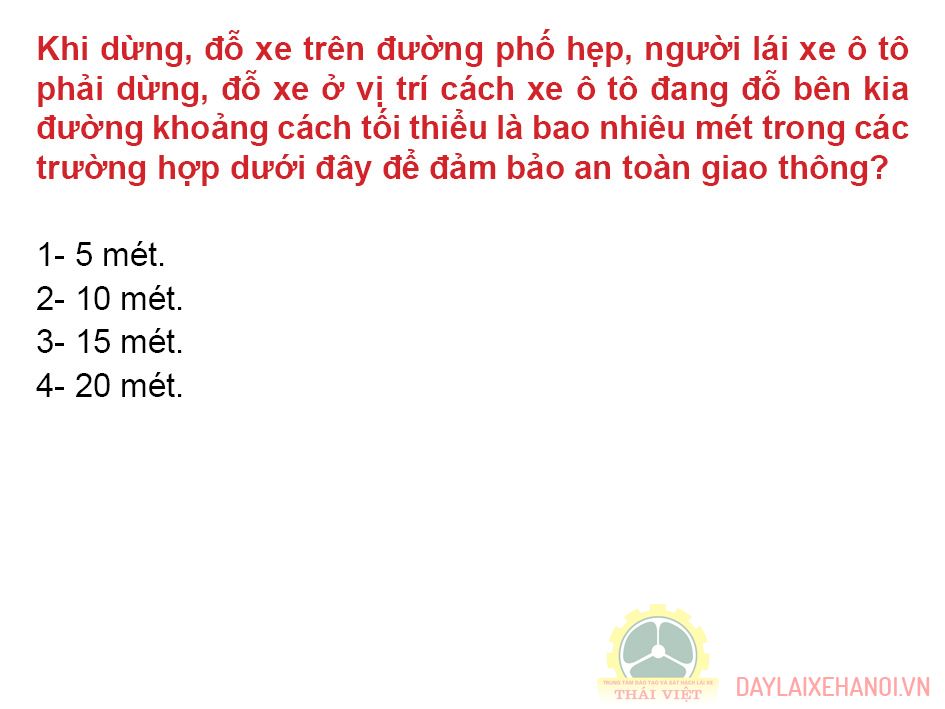 Khi dừng, đỗ xe trên đường phố hẹp, người lái xe ô tô
phải dừng, đỗ xe ở vị trí cách xe ô tô đang đỗ bên kia
đường khoảng cách tối thiểu là bao nhiêu mét trong các
trường hợp dưới đây để đảm bảo an toàn giao thông?
1- 5 mét.
2- 10 mét.
3- 15 mét.
4- 20 mét.
TRUNG TÂM ĐÀO TẠO VÀ SÁT HẠCH LÁI XE
THÁI VIỆT
DAYLAIXEHANOI.VN